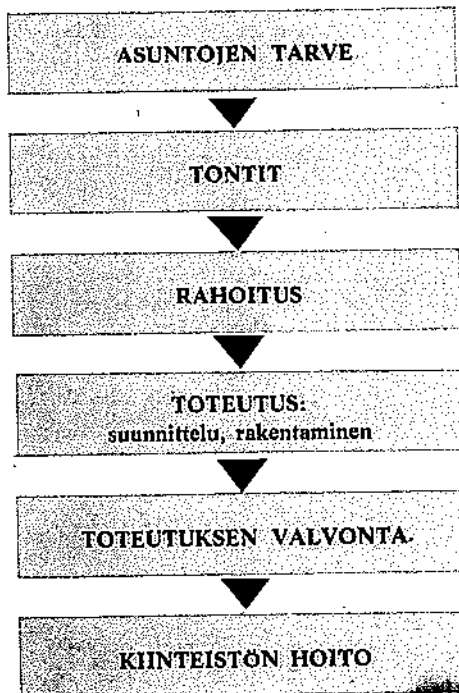 ASUNTOJEN TARVE
TONTIT
RAHOITUS
TOTEUTUS:
suunnittelu, rakentaminen
TOTEUTUKSEN VALVONTA.
KIINTEISTÖN HOITO